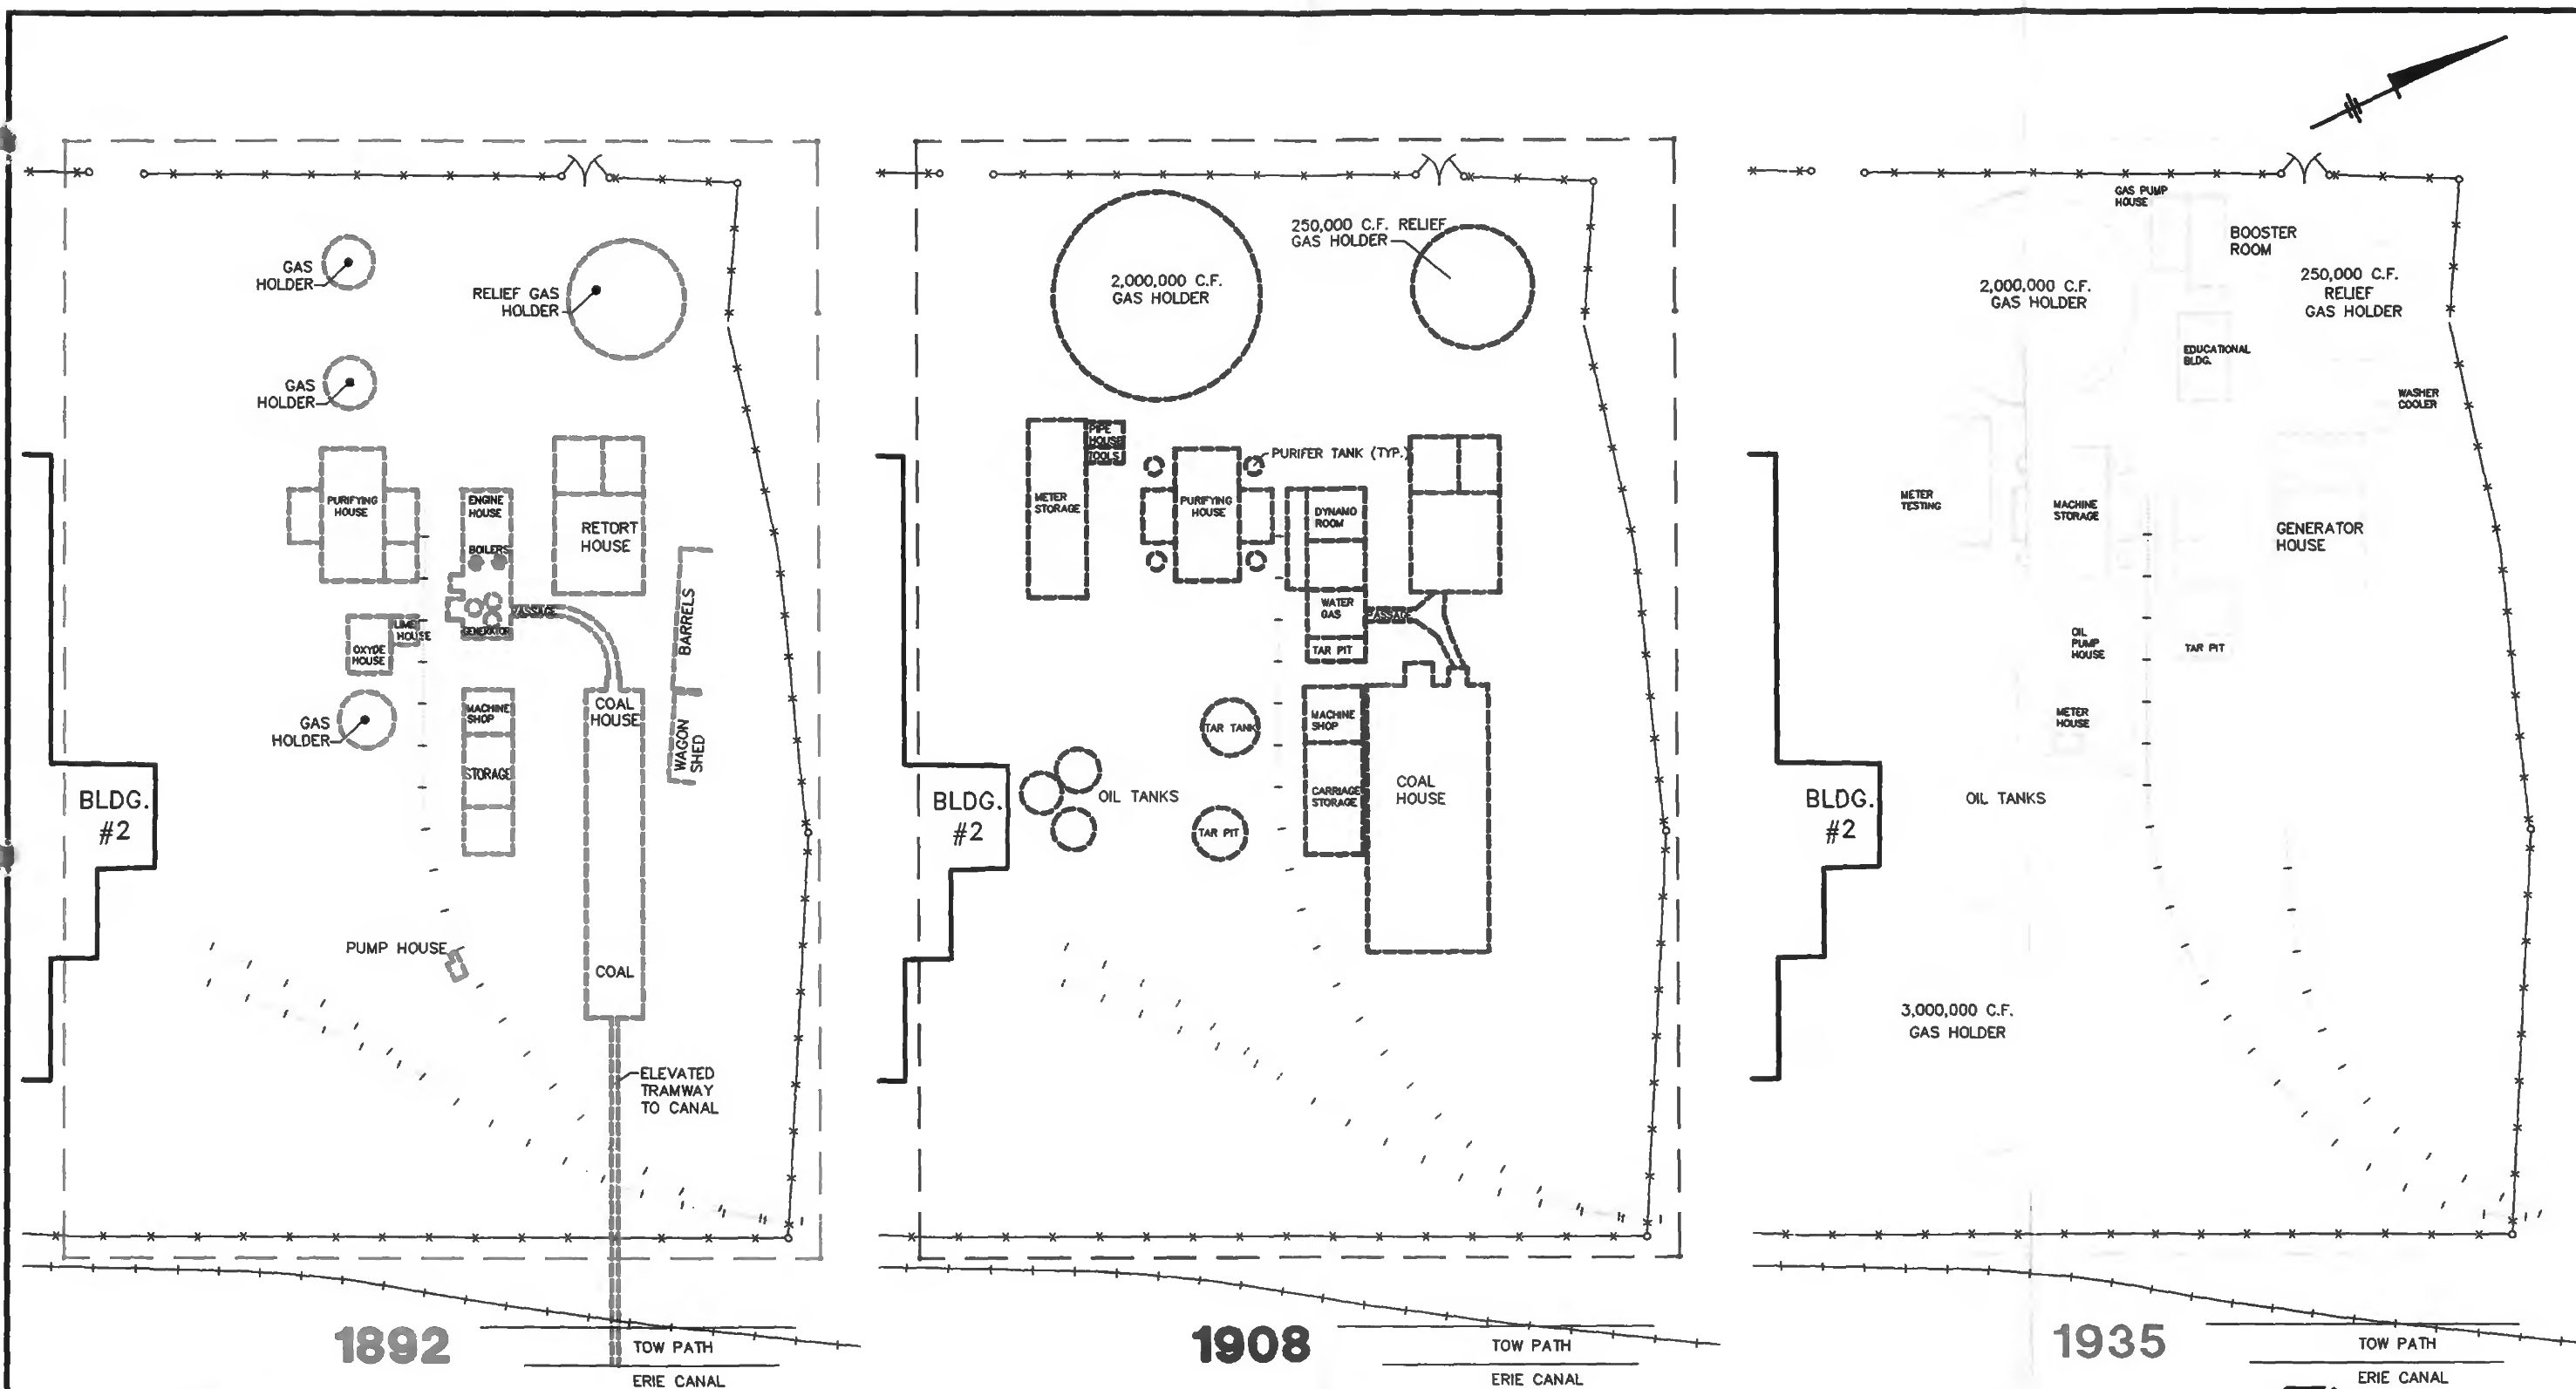 GAS
HOLDER
RELIEF GAS
HOLDER
GAS
HOLDER
PURIFYING
HOUSE
ENGINE
HOUSE
BOILERS
RETORT
HOUSE
PASSAGE
GENERATOR
LIME
HOUSE
OXYDE
HOUSE
BARRELS
GAS
HOLDER
MACHINE
SHOP
STORAGE
COAL
HOUSE
WAGON
SHED
BLDG.
#2
PUMP HOUSE
COAL
ELEVATED
TRAMWAY
TO CANAL
1892
TOW PATH
ERIE CANAL
2,000,000 C.F.
GAS HOLDER
250,000 C.F. RELIEF
GAS HOLDER
PIPE
HOUSE
TOOLS
METER
STORAGE
PURIFYING
HOUSE
PURIFER TANK (TYP.)
DYNAMO
ROOM
WATER
GAS
PASSAGE
TAR PIT
TAR TANK
MACHINE
SHOP
BLDG.
#2
OIL TANKS
TAR PIT
CARRIAGE
STORAGE
COAL
HOUSE
1908
TOW PATH
ERIE CANAL
GAS PUMP
HOUSE
BOOSTER
ROOM
2,000,000 C.F.
GAS HOLDER
250,000 C.F.
RELIEF
GAS HOLDER
EDUCATIONAL
BLDG.
WASHER
COOLER
METER
TESTING
MACHINE
STORAGE
GENERATOR
HOUSE
OIL
PUMP
HOUSE
TAR PIT
METER
HOUSE
BLDG.
#2
OIL TANKS
3,000,000 C.F.
GAS HOLDER
1935
TOW PATH
ERIE CANAL